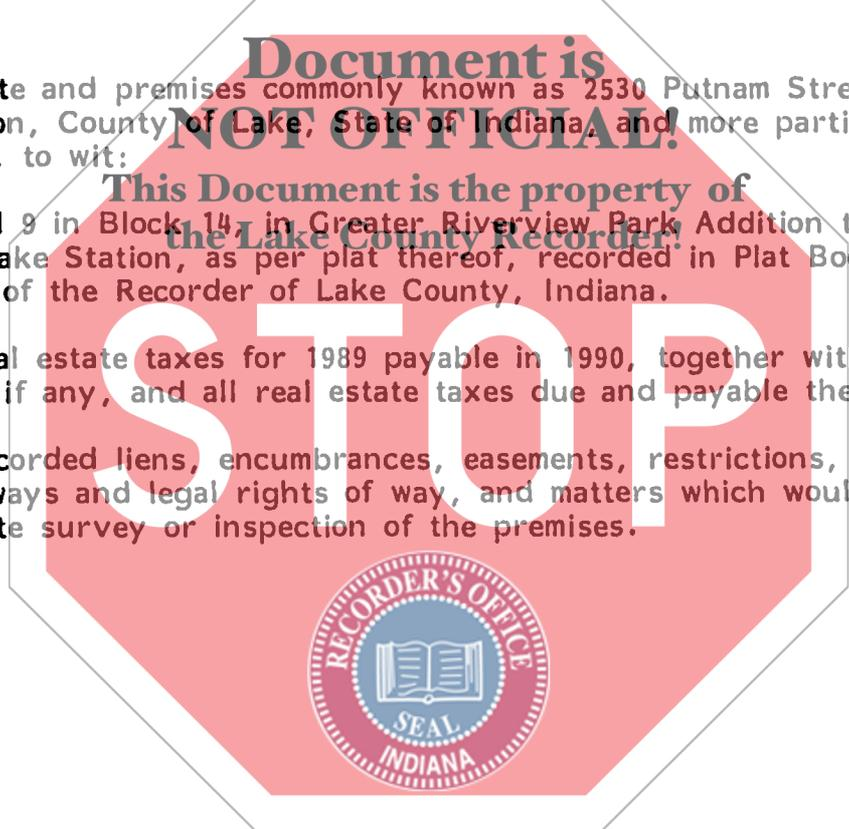 Document is
te and premises commonly known as 2530 Putnam Stre
on, County of Lake, State of Indiana, and more parti
NOT OFFICIAL!
. to wit:
This Document is the property of
9 in Block 14, in Greater Riverview Park Addition t
the Lake County Recorder!
ake Station, as per plat thereof, recorded in Plat Bo
of the Recorder of Lake County, Indiana.
STOP
al estate taxes for 1989 payable in 1990, together wit
if any, and all real estate taxes due and payable the
corded liens, encumbrances, easements, restrictions,
ways and legal rights of way, and matters which woul
te survey or inspection of the premises.
RECORDER'S OFFICE
SEAL
INDIANA